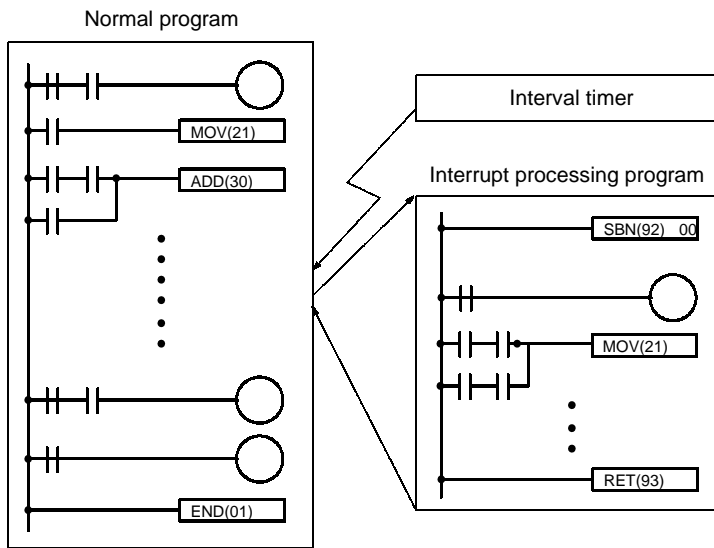 Normal program
MOV(21)
ADD(30)
END(01)
Interval timer
Interrupt processing program
SBN(92) 00
MOV(21)
RET(93)